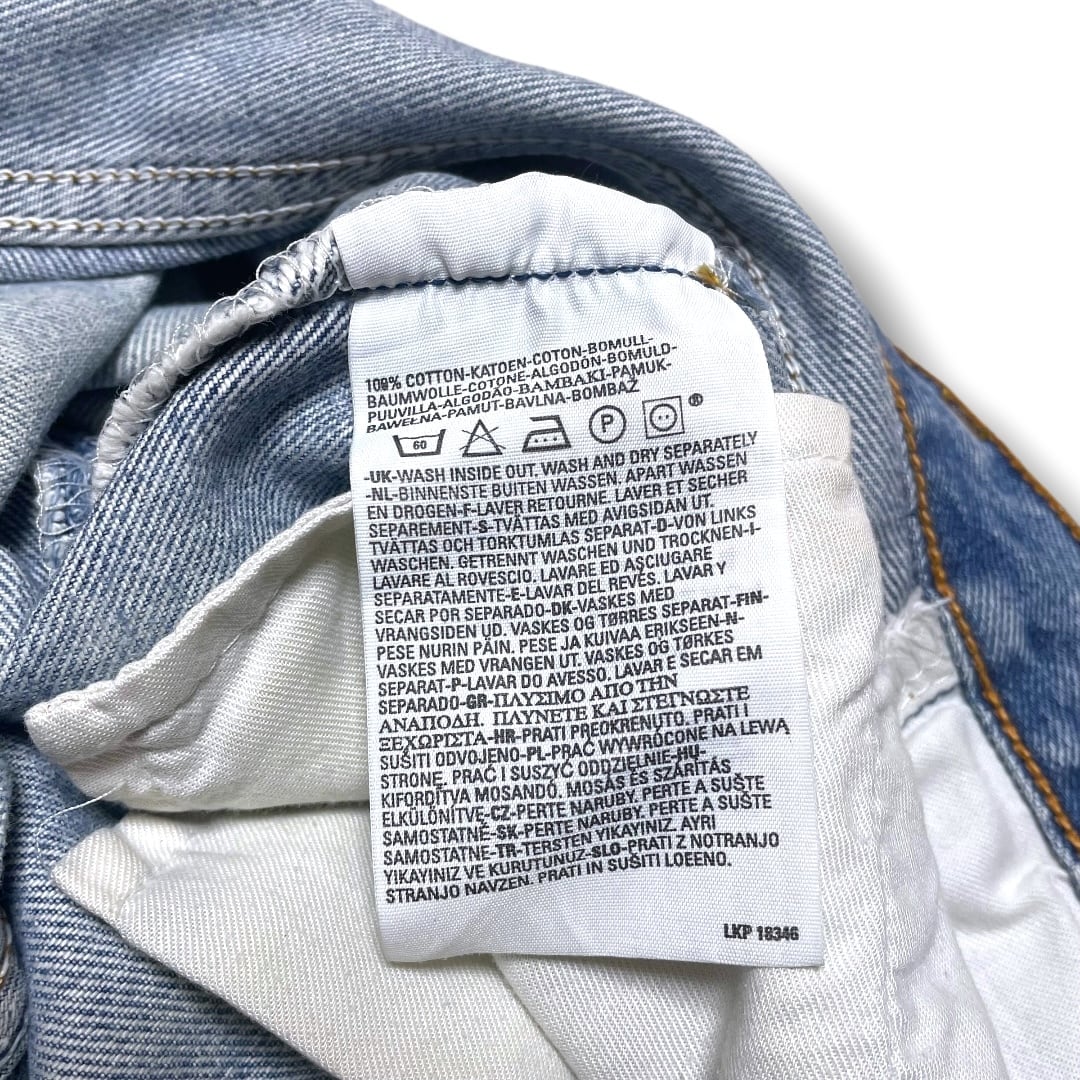 100% COTTON-KATOEN-COTON-BOMULL-
BAUMWOLLE-COTONE-ALGODÓN-BOMULD-
PUUVILLA-ALGODÃO-BAMBAKI-PAMUK-
BAWEŁNA-PAMUT-BAVLNA-BOMBAŽ
60 P ®
-UK-WASH INSIDE OUT. WASH AND DRY SEPARATELY
-NL-BINNENSTE BUITEN WASSEN. APART WASSEN
EN DROGEN-F-LAVER RETOURNE. LAVER ET SECHER
SEPAREMENT-S-TVÄTTAS MED AVIGSIDAN UT.
TVÄTTAS OCH TORKTUMLAS SEPARAT-D-VON LINKS
WASCHEN. GETRENNT WASCHEN UND TROCKNEN-I-
LAVARE AL ROVESCIO. LAVARE ED ASCIUGARE
SEPARATAMENTE-E-LAVAR DEL REVÉS. LAVAR Y
SECAR POR SEPARADO-DK-VASKES MED
VRANGSIDEN UD. VASKES OG TØRRES SEPARAT-FIN-
PESE NURIN PÄIN. PESE JA KUIVAA ERIKSEEN-N-
VASKES MED VRANGEN UT. VASKES OG TØRKES
SEPARAT-P-LAVAR DO AVESSO. LAVAR E SECAR EM
SEPARADO-GR-ΠΛΥΣΙΜΟ ΑΠΟ ΤΗΝ
ΑΝΑΠΟΔΗ. ΠΛΥΝΕΤΕ ΚΑΙ ΣΤΕΓΝΩΣΤΕ
ΞΕΧΩΡΙΣΤΑ-HR-PRATI PREOKRENUTO. PRATI I
SUŠITI ODVOJENO-PL-PRAĆ WYWRÓCONE NA LEWĄ
STRONĘ. PRAĆ I SUSZYĆ ODDZIELNIE-HU-
KIFORDÍTVA MOSANDÓ. MOSÁS ÉS SZÁRÍTÁS
ELKÜLÖNÍTVE-CZ-PERTE NARUBY. PERTE A SUŠTE
SAMOSTATNĚ-SK-PERTE NARUBY. PERTE A SUŠTE
SAMOSTATNE-TR-TERSTEN YIKAYINIZ. AYRI
YIKAYINIZ VE KURUTUNUZ-SLO-PRATI Z NOTRANJO
STRANJO NAVZEN. PRATI IN SUŠITI LOEENO.
LKP 18346